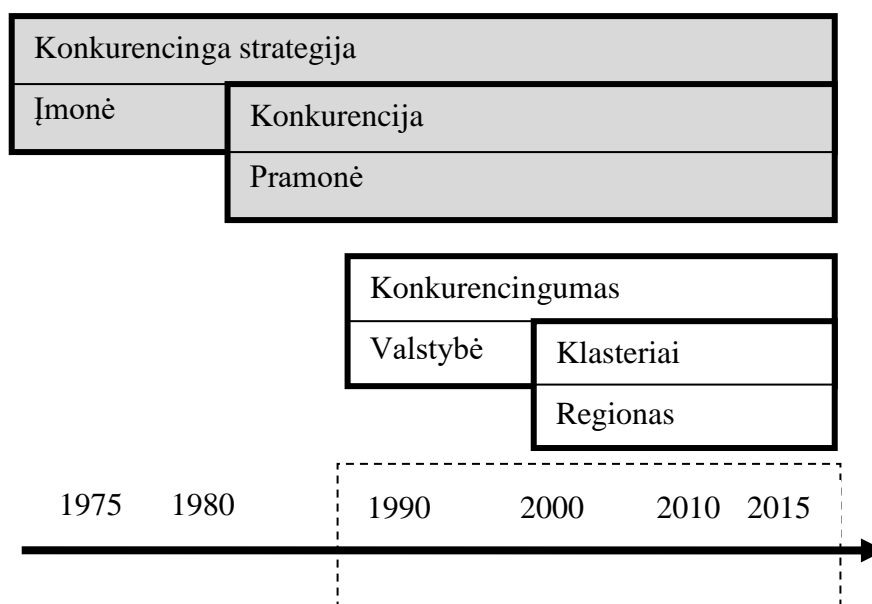 Konkurencinga strategija
Įmonė
Konkurencija
Pramonė
Konkurencingumas
Valstybė
Klasteriai
Regionas
1975 1980 1990 2000 2010 2015